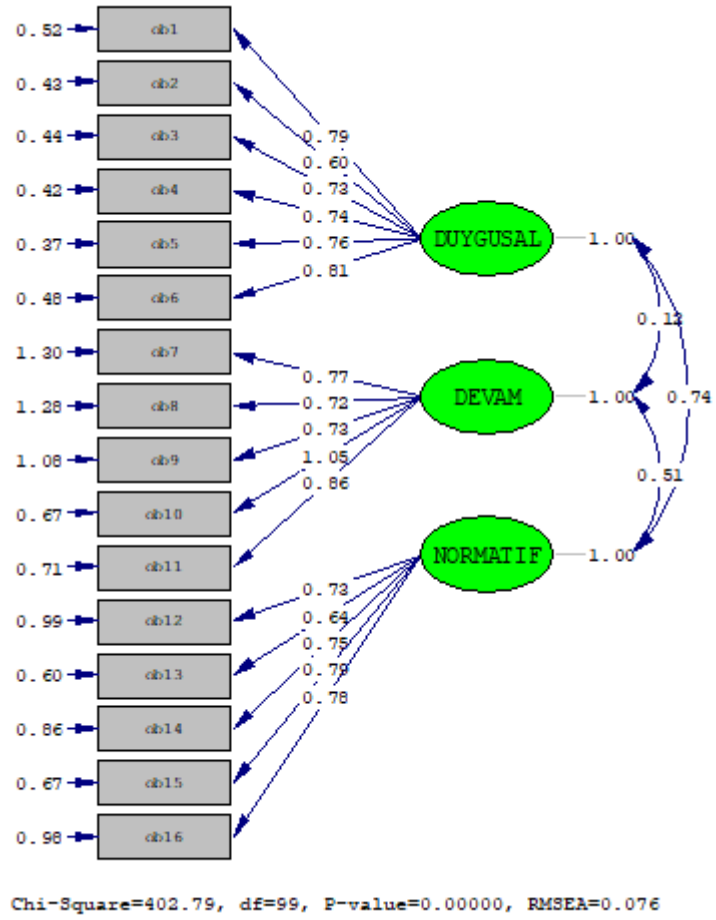 0.52 ob1
0.43 ob2
0.44 ob3 0.79
0.60
0.42 ob4 0.73
0.74 DUYGUSAL 1.00
0.37 ob5 0.76
0.81
0.48 ob6
0.12
1.30 ob7 0.77
1.28 ob8 0.72 DEVAM 1.00 0.74
0.73
1.08 ob9 1.05
0.86 0.51
0.67 ob10
0.71 ob11 NORMATIF 1.00
0.73
0.99 ob12 0.64
0.75
0.60 ob13 0.79
0.78
0.86 ob14
0.67 ob15
0.98 ob16
Chi-Square=402.79, df=99, P-value=0.00000, RMSEA=0.076